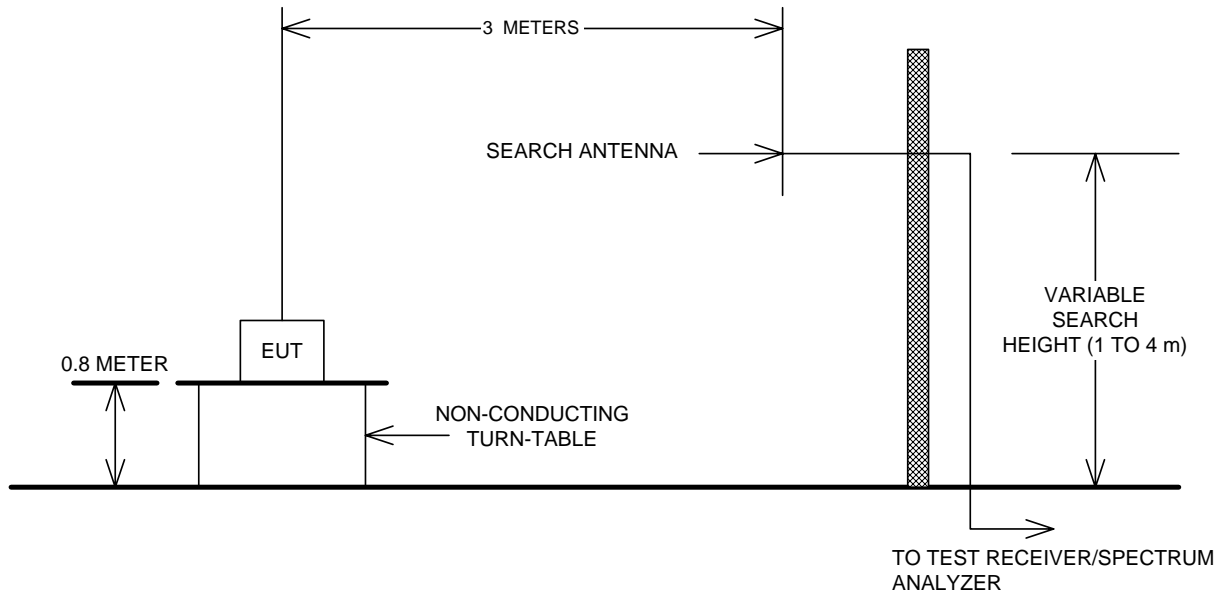 3 METERS
SEARCH ANTENNA
VARIABLE
SEARCH
HEIGHT (1 TO 4 m)
EUT
0.8 METER
NON-CONDUCTING
TURN-TABLE
TO TEST RECEIVER/SPECTRUM
ANALYZER